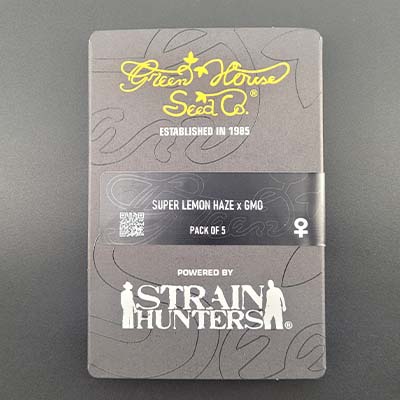 Green House
Seed Co.®
ESTABLISHED IN 1985
SUPER LEMON HAZE x GMO
PACK OF 5
POWERED BY
STRAIN
HUNTERS®